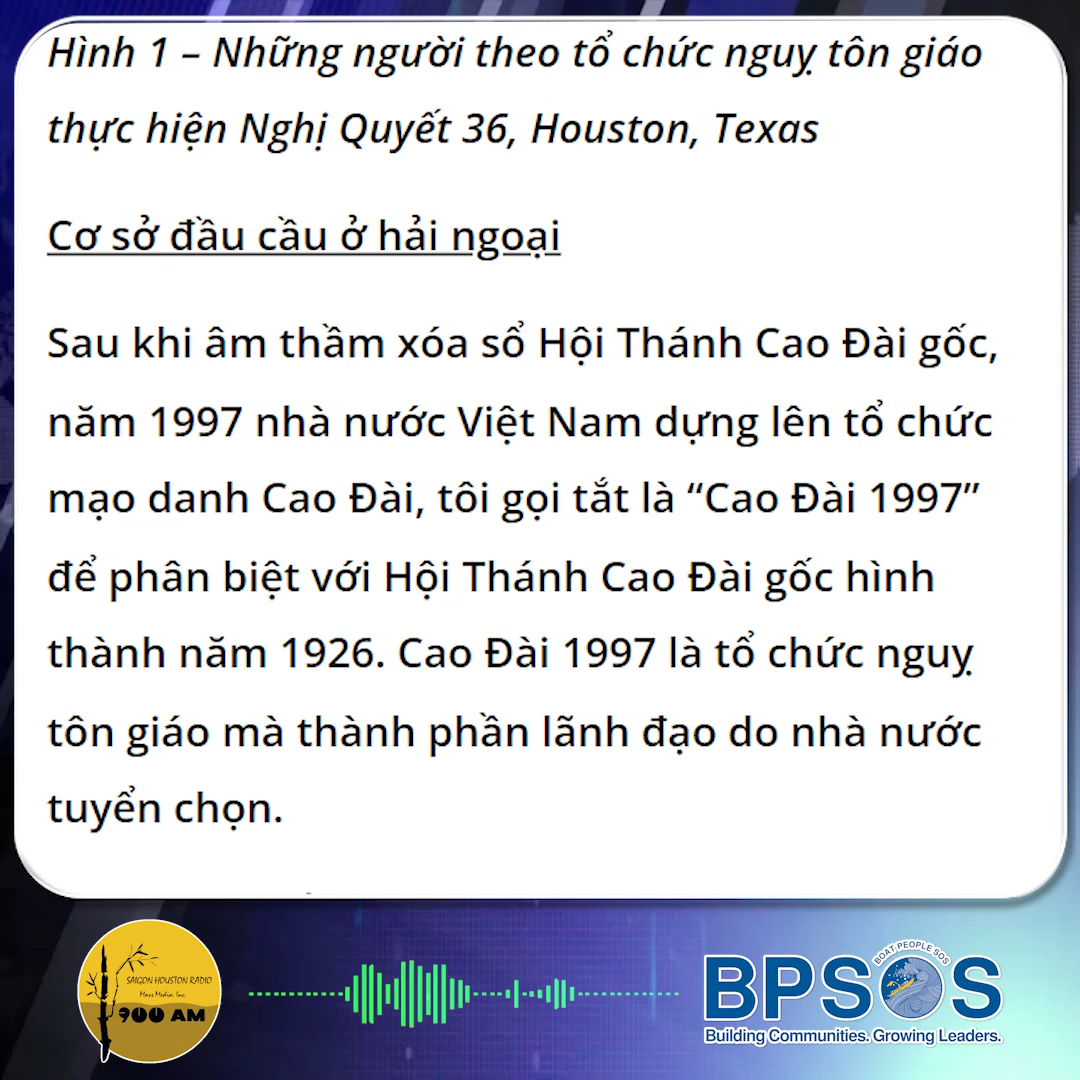 Hình 1 – Những người theo tổ chức nguỵ tôn giáo
thực hiện Nghị Quyết 36, Houston, Texas
Cơ sở đầu cầu ở hải ngoại
Sau khi âm thầm xóa sổ Hội Thánh Cao Đài gốc,
năm 1997 nhà nước Việt Nam dựng lên tổ chức
mạo danh Cao Đài, tôi gọi tắt là “Cao Đài 1997”
để phân biệt với Hội Thánh Cao Đài gốc hình
thành năm 1926. Cao Đài 1997 là tổ chức nguỵ
tôn giáo mà thành phần lãnh đạo do nhà nước
tuyển chọn.
SAIGON HOUSTON RADIO
Mass Media, Inc.
900 AM
BOAT PEOPLE SOS
BPSOS
Building Communities. Growing Leaders.